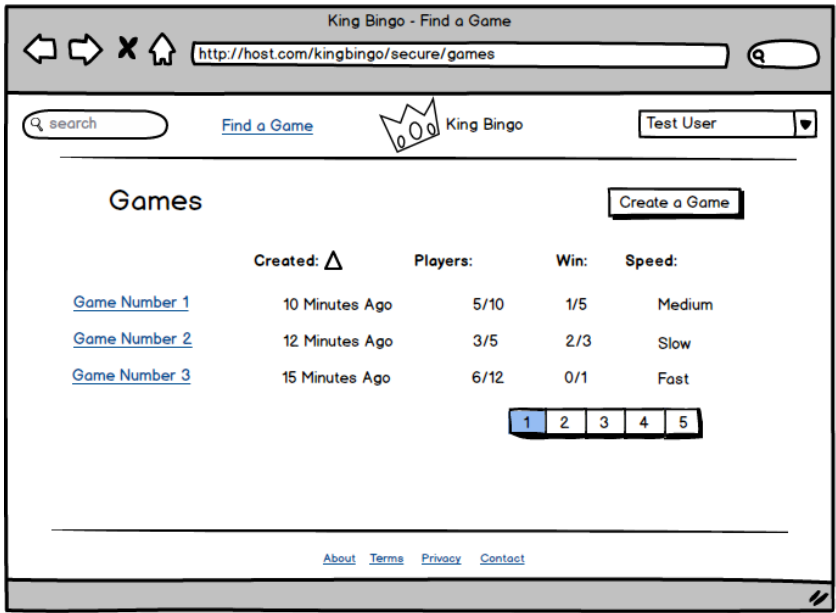 King Bingo - Find a Game
http://host.com/kingbingo/secure/games
search Find a Game King Bingo Test User
Games Create a Game
Created: Players: Win: Speed:
Game Number 1 10 Minutes Ago 5/10 1/5 Medium
Game Number 2 12 Minutes Ago 3/5 2/3 Slow
Game Number 3 15 Minutes Ago 6/12 0/1 Fast
1 2 3 4 5
About Terms Privacy Contact